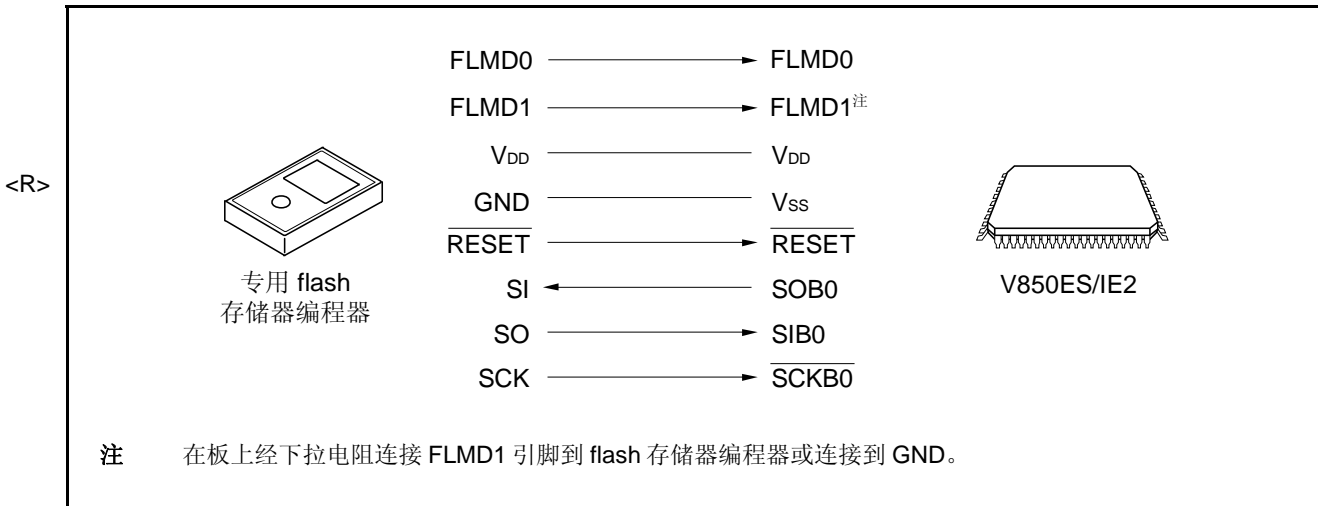 FLMD0 FLMD0
FLMD1 FLMD1注
VDD VDD
<R>
GND VSS
RESET RESET
专用 flash
存储器编程器
SI SOB0
V850ES/IE2
SO SIB0
SCK SCKB0
注 在板上经下拉电阻连接 FLMD1 引脚到 flash 存储器编程器或连接到 GND。